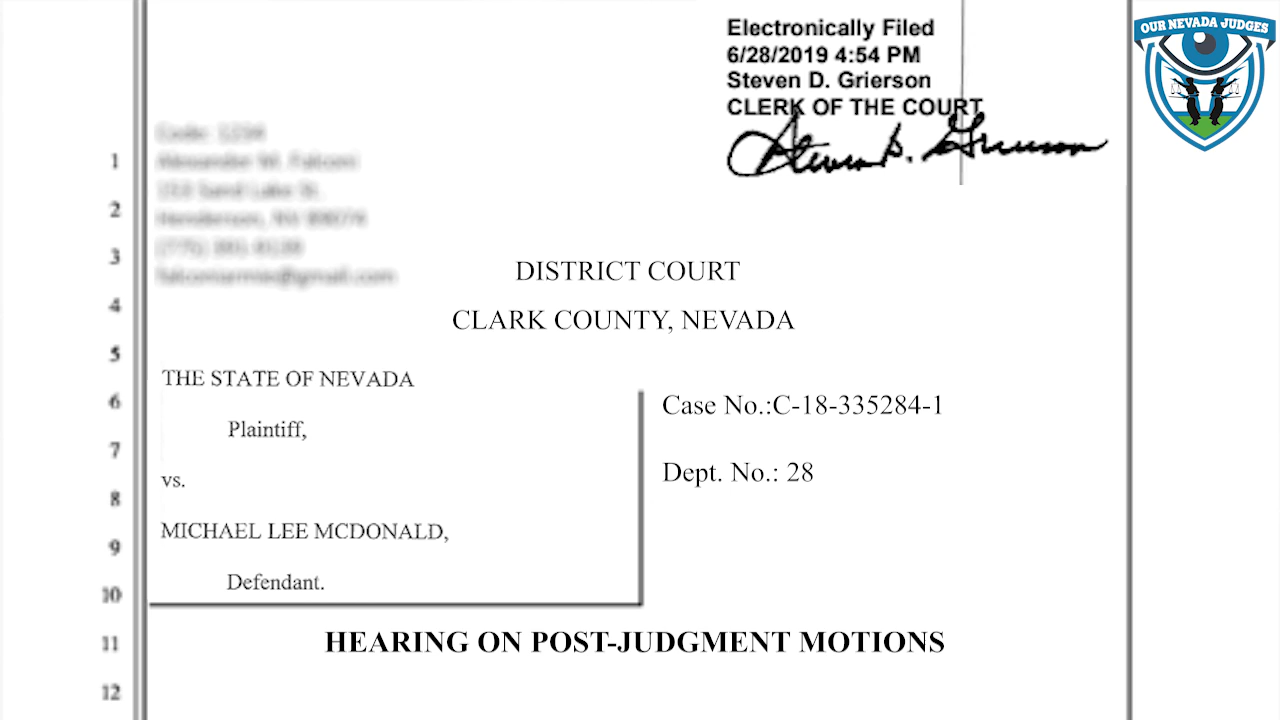 OUR NEVADA JUDGES
Electronically Filed
6/28/2019 4:54 PM
Steven D. Grierson
CLERK OF THE COURT
Steven D. Grierson
1
2
3
4
5
6
7
8
9
10
11
12
DISTRICT COURT
CLARK COUNTY, NEVADA
THE STATE OF NEVADA
Plaintiff,
vs.
MICHAEL LEE MCDONALD,
Defendant.
Case No.:C-18-335284-1
Dept. No.: 28
HEARING ON POST-JUDGMENT MOTIONS